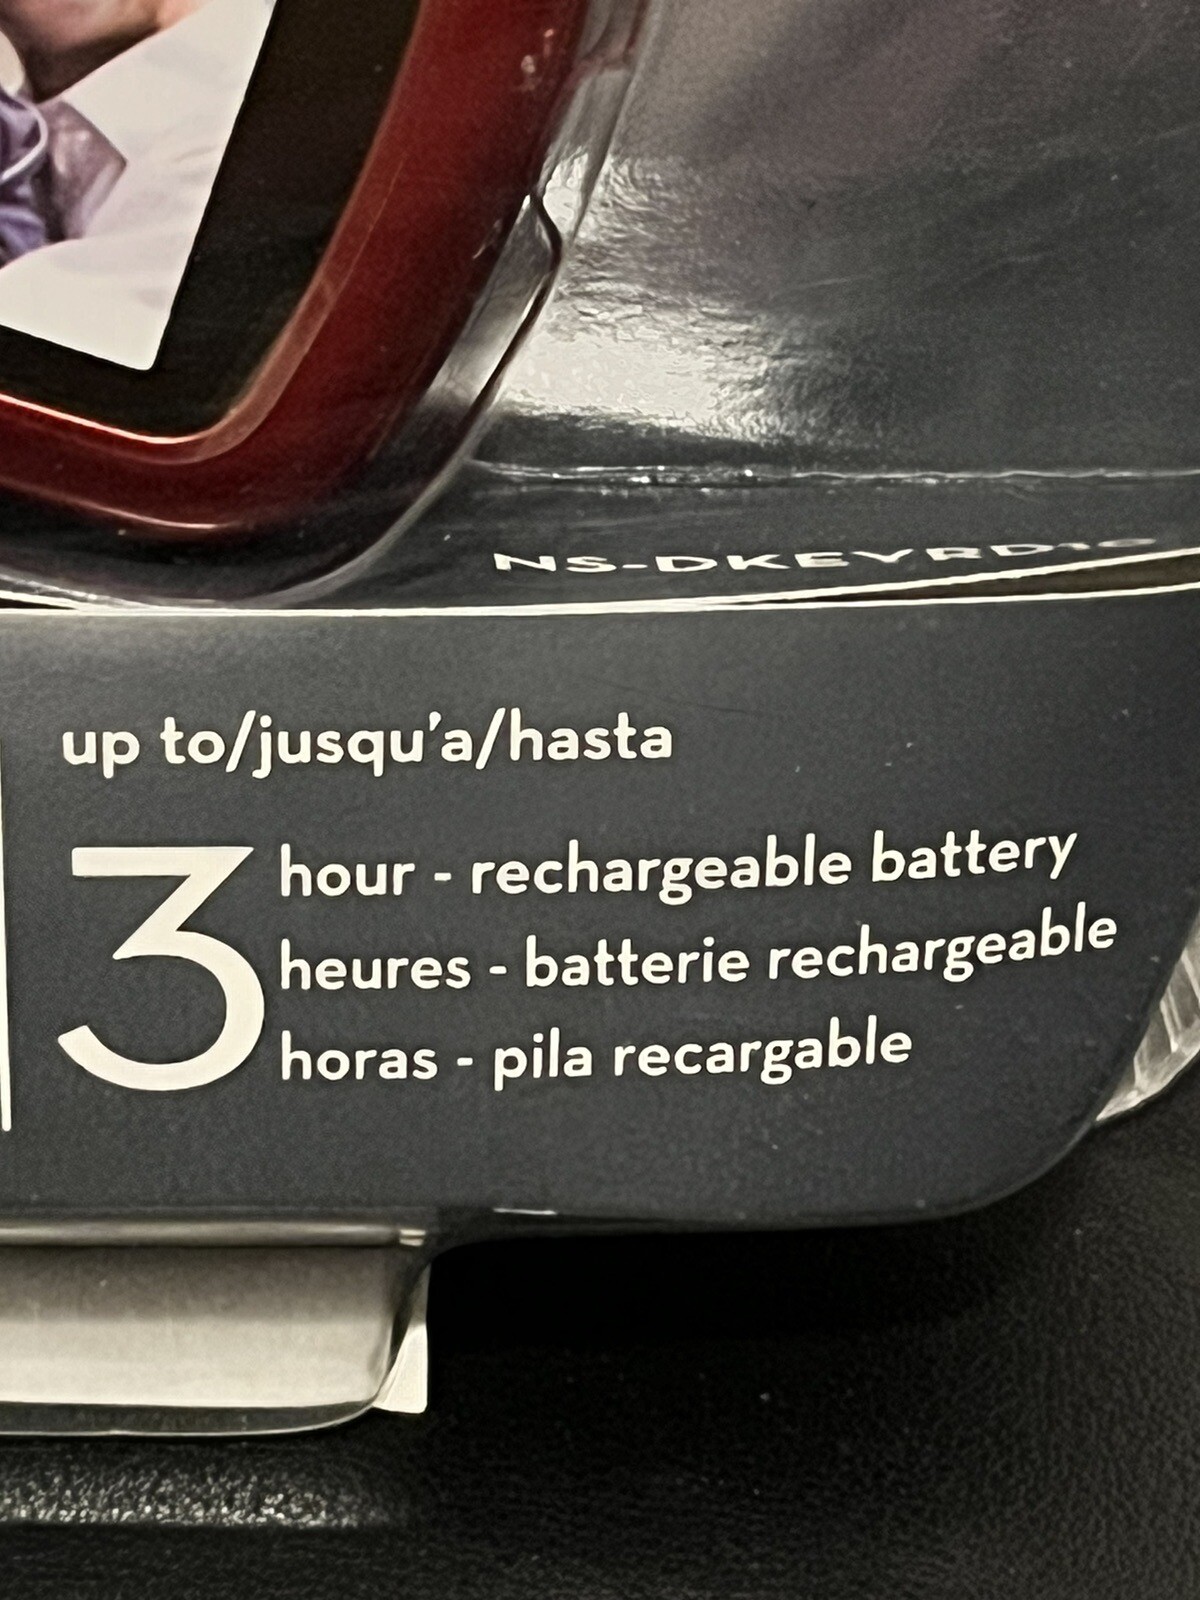 NS-DKEYRD10
up to/jusqu’a/hasta
3
hour - rechargeable battery
heures - batterie rechargeable
horas - pila recargable